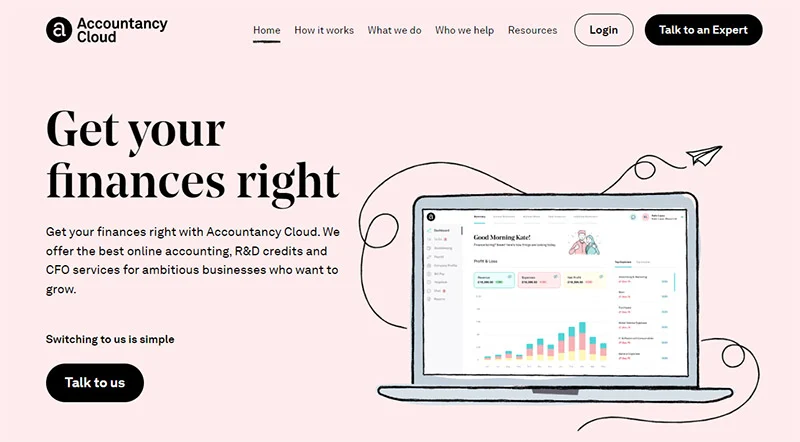 Accountancy
Cloud
Home How it works What we do Who we help Resources Login Talk to an Expert
Get your
finances right
Get your finances right with Accountancy Cloud. We
offer the best online accounting, R&D credits and
CFO services for ambitious businesses who want to
grow.
Switching to us is simple
Talk to us
Dashboard
Good Morning Kate!
Profit & Loss
Revenue Expenses Net Profit